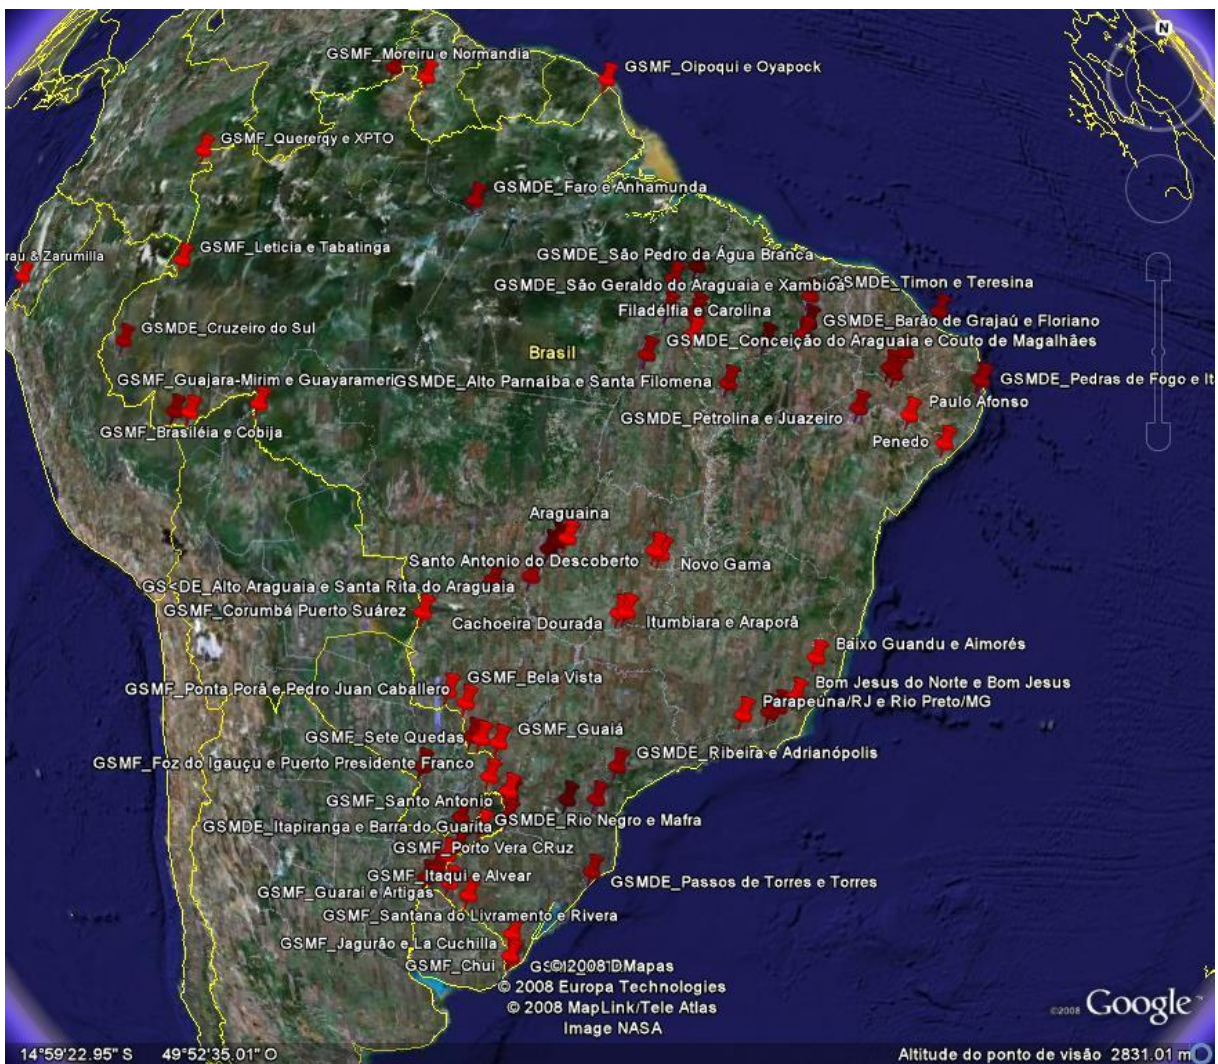 N
GSMF_Moreiru e Normandia
GSMF_Oipoqui e Oyapock
GSMF_Quererqy e XPTO
GSMDE_Faro e Anhamunda
GSMF_Leticia e Tabatinga
rau & Zarumilla
GSMDE_São Pedro da Água Branca
GSMDE_São Geraldo do Araguaia e Xambioá
GSMDE_Timon e Teresina
Filadélfia e Carolina
GSMDE_Barão de Grajaú e Floriano
GSMDE_Cruzeiro do Sul
GSMDE_Conceição do Araguaia e Couto de Magalhães
Brasil
GSMF_Guajara-Mirim e Guayarameri
GSMDE_Alto Parnaíba e Santa Filomena
GSMDE_Pedras de Fogo e It
Paulo Afonso
GSMDE_Petrolina e Juazeiro
GSMF_Brasiléia e Cobija
Penedo
Araguaina
Santo Antonio do Descoberto
Novo Gama
GS<DE_Alto Araguaia e Santa Rita do Araguaia
GSMF_Corumbá Puerto Suárez
Cachoeira Dourada
Itumbiara e Araporã
Baixo Guandu e Aimorés
GSMF_Bela Vista
Bom Jesus do Norte e Bom Jesus
GSMF_Ponta Porã e Pedro Juan Caballero
Parapeúna/RJ e Rio Preto/MG
GSMF_Sete Quedas
GSMF_Guaiá
GSMDE_Ribeira e Adrianópolis
GSMF_Foz do Igauçu e Puerto Presidente Franco
GSMF_Santo Antonio
GSMDE_Rio Negro e Mafra
GSMDE_Itapiranga e Barra do Guarita
GSMF_Porto Vera CRuz
GSMF_Itaqui e Alvear
GSMDE_Passos de Torres e Torres
GSMF_Guarai e Artigas
GSMF_Santana do Livramento e Rivera
GSMF_Jagurão e La Cuchilla
GSMF_Chui
©2008 DMapas
© 2008 Europa Technologies
© 2008 MapLink/Tele Atlas
Image NASA
©2008 Google
14°59'22.95" S 49°52'35.01" O
Altitude do ponto de visão 2831.01 m